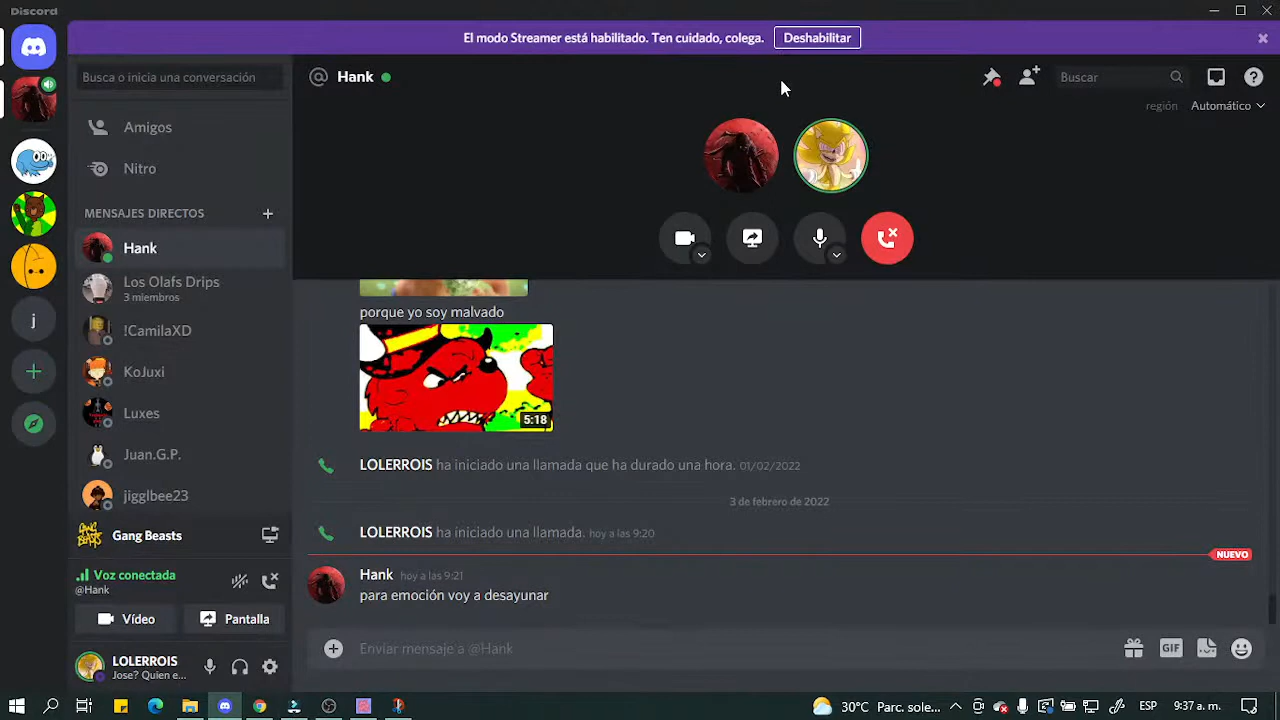 Discord
El modo Streamer está habilitado. Ten cuidado, colega.
Deshabilitar
Busca o inicia una conversación
Hank
Buscar
región
Automático
Amigos
Nitro
MENSAJES DIRECTOS
Hank
Los Olafs Drips
3 miembros
!CamilaXD
KoJuxi
Luxes
Juan.G.P.
jigglbee23
j
GANG BEASTS
Gang Beasts
Voz conectada
@Hank
Vídeo
Pantalla
LOLERROIS
Jose? Quien e...
porque yo soy malvado
5:18
LOLERROIS ha iniciado una llamada que ha durado una hora. 01/02/2022
3 de febrero de 2022
LOLERROIS ha iniciado una llamada. hoy a las 9:20
NUEVO
Hank hoy a las 9:21
para emoción voy a desayunar
Enviar mensaje a @Hank
GIF
30°C Parc. sole...
ESP
9:37 a. m.